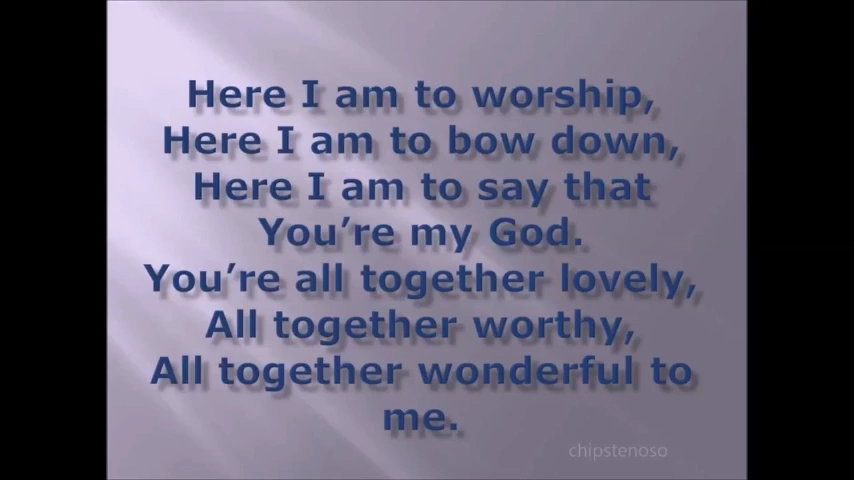 Here I am to worship,
Here I am to bow down,
Here I am to say that
You’re my God.
You’re all together lovely,
All together worthy,
All together wonderful to
me.
chipstenoso